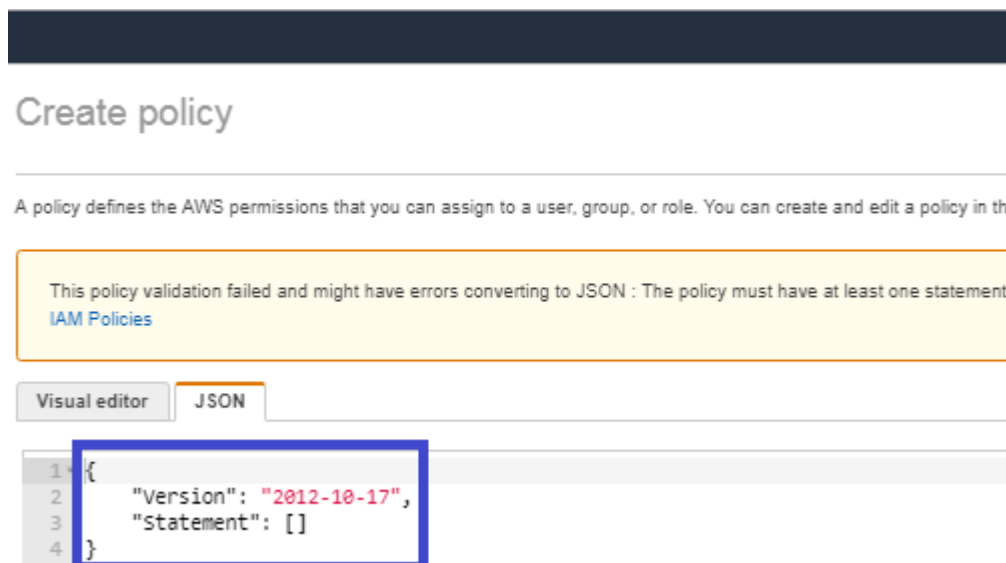 Create policy
A policy defines the AWS permissions that you can assign to a user, group, or role. You can create and edit a policy in th
This policy validation failed and might have errors converting to JSON : The policy must have at least one statement
IAM Policies
Visual editor JSON
1 {
2 "Version": "2012-10-17",
3 "Statement": []
4 }